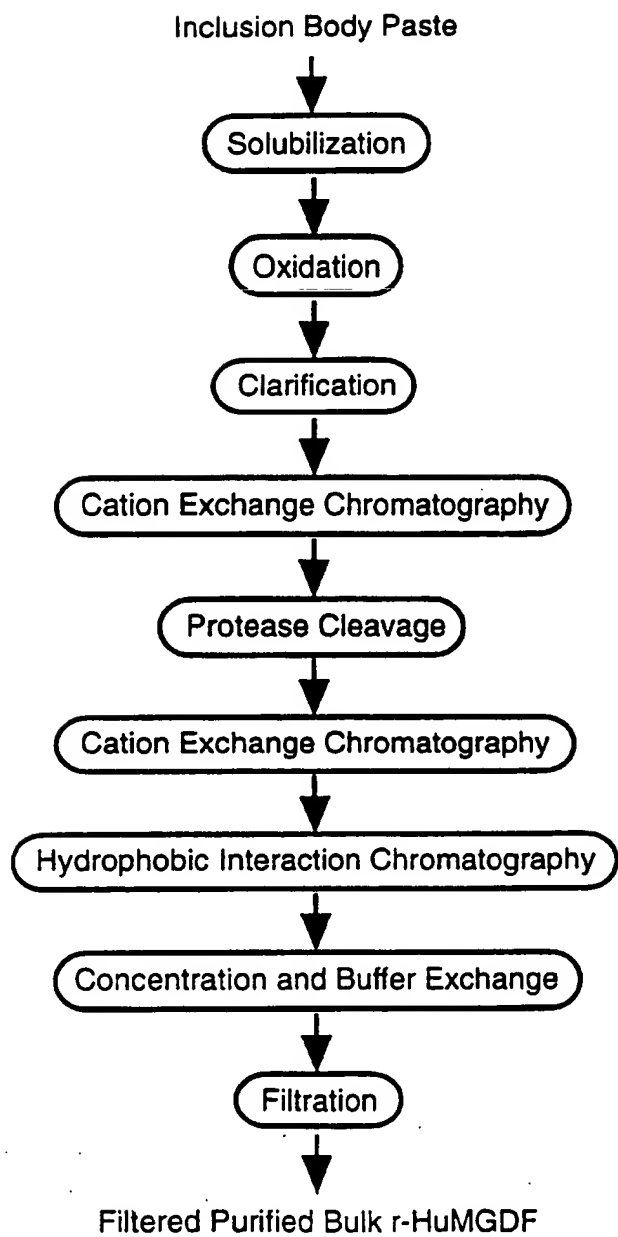 Inclusion Body Paste
Solubilization
Oxidation
Clarification
Cation Exchange Chromatography
Protease Cleavage
Cation Exchange Chromatography
Hydrophobic Interaction Chromatography
Concentration and Buffer Exchange
Filtration
Filtered Purified Bulk r-HuMGDF